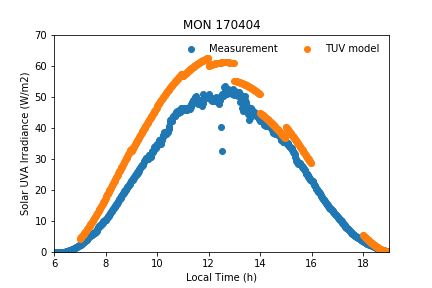 MON 170404
Measurement TUV model
Solar UVA Irradiance (W/m2)
70
60
50
40
30
20
10
0
6 8 10 12 14 16 18
Local Time (h)